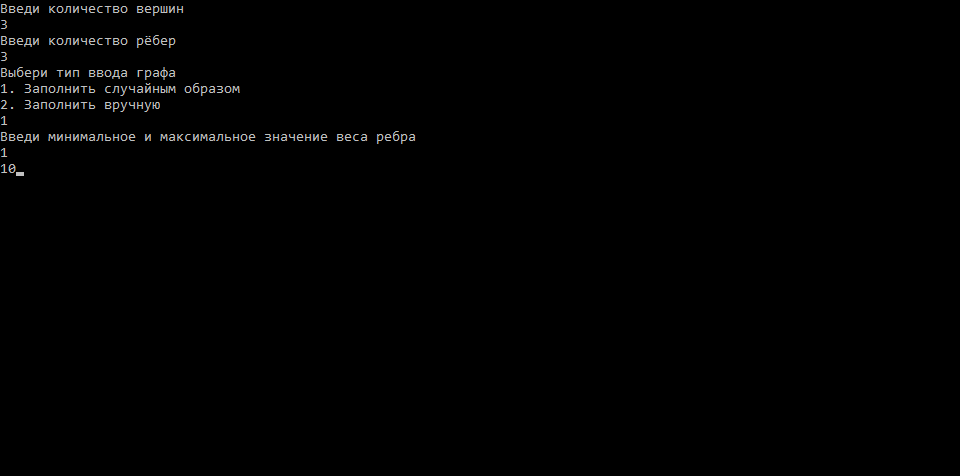 Введи количество вершин
3
Введи количество рёбер
3
Выбери тип ввода графа
1. Заполнить случайным образом
2. Заполнить вручную
1
Введи минимальное и максимальное значение веса ребра
1
10